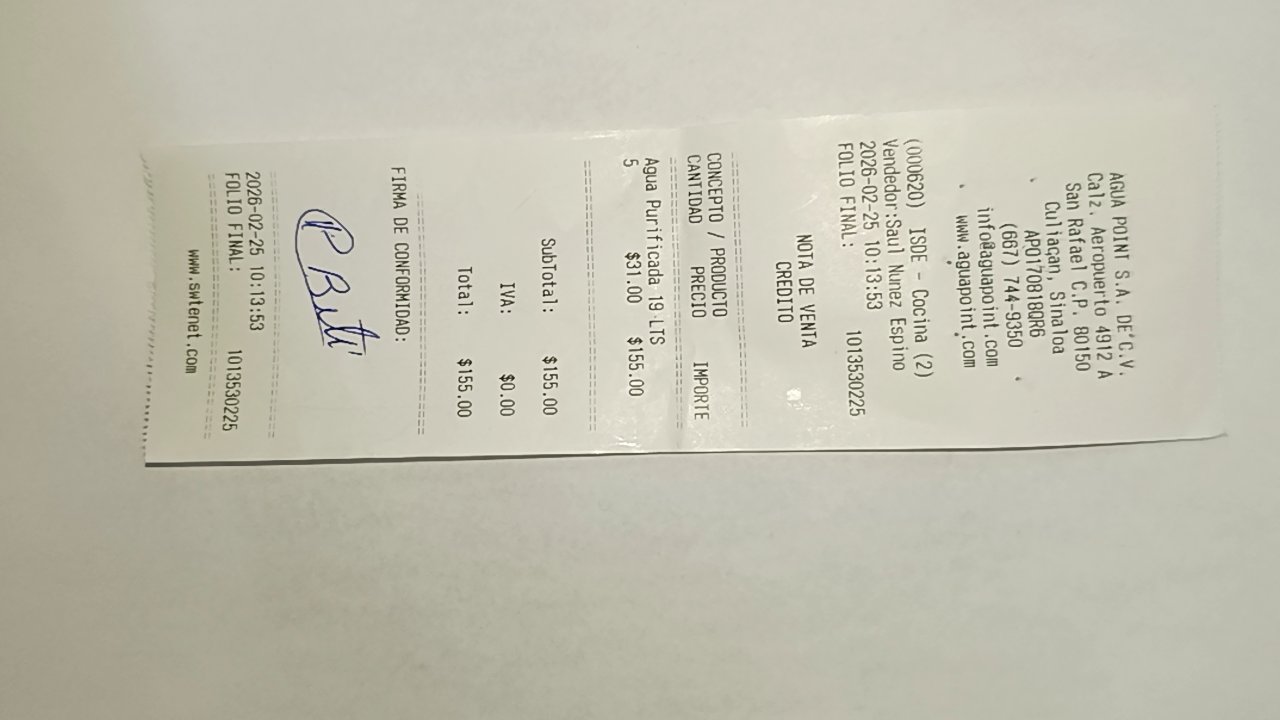 AGUA POINT S.A. DE C.V.
Calz. Aeropuerto 4912 A
San Rafael C.P. 80150
Culiacan, Sinaloa
APO170818QR6
(667) 744-9350
info@aguapoint.com
www.aguapoint.com
(000620) ISDE - Cocina (2)
Vendedor:Saul Nunez Espino
2026-02-25 10:13:53
FOLIO FINAL: 1013530225
NOTA DE VENTA
CREDITO
CONCEPTO / PRODUCTO
CANTIDAD PRECIO IMPORTE
Agua Purificada 19 LTS
5 $31.00 $155.00
SubTotal: $155.00
IVA: $0.00
Total: $155.00
FIRMA DE CONFORMIDAD:
2026-02-25 10:13:53
FOLIO FINAL: 1013530225
www.swtenet.com